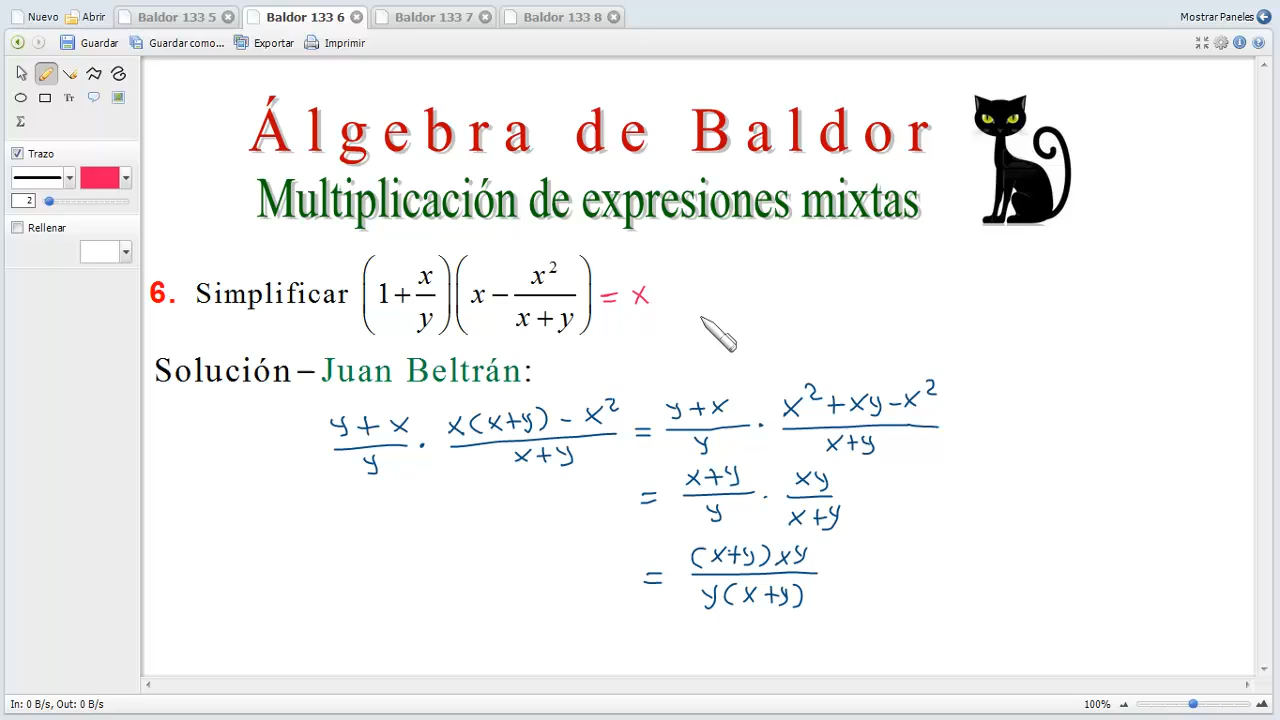 Nuevo Abrir Baldor 133 5 Baldor 133 6 Baldor 133 7 Baldor 133 8 Mostrar Paneles
Guardar Guardar como... Exportar Imprimir
Tr
Σ
Trazo
2
Rellenar
Álgebra de Baldor
Multiplicación de expresiones mixtas
6. Simplificar (1 + x/y)(x − x²/(x + y)) = x
Solución – Juan Beltrán:
(y + x)/y · (x(x+y) − x²)/(x+y) = (y+x)/y · (x² + xy − x²)/(x+y)
= (x+y)/y · xy/(x+y)
= (x+y)xy/(y(x+y))
In: 0 B/s, Out: 0 B/s 100%